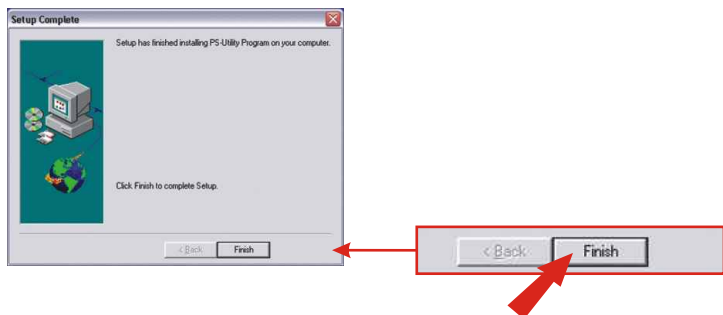 Setup Complete
Setup has finished installing PS-Utility Program on your computer.
Click Finish to complete Setup.
< Back Finish
< Back Finish